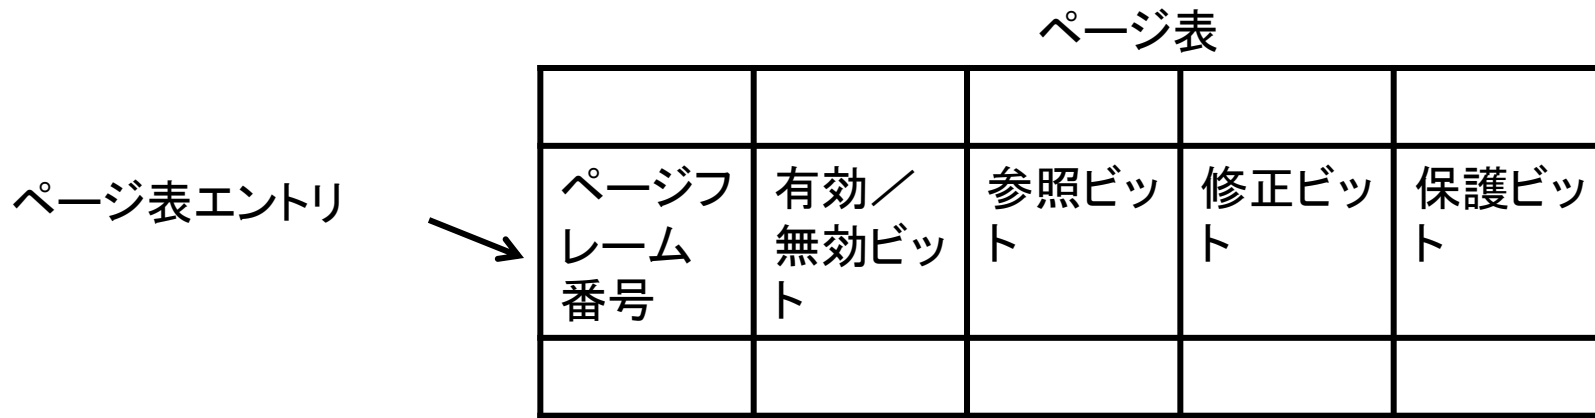 ページ表
ページ表エントリ
ページフ
レーム
番号
有効／
無効ビッ
ト
参照ビッ
ト
修正ビッ
ト
保護ビッ
ト